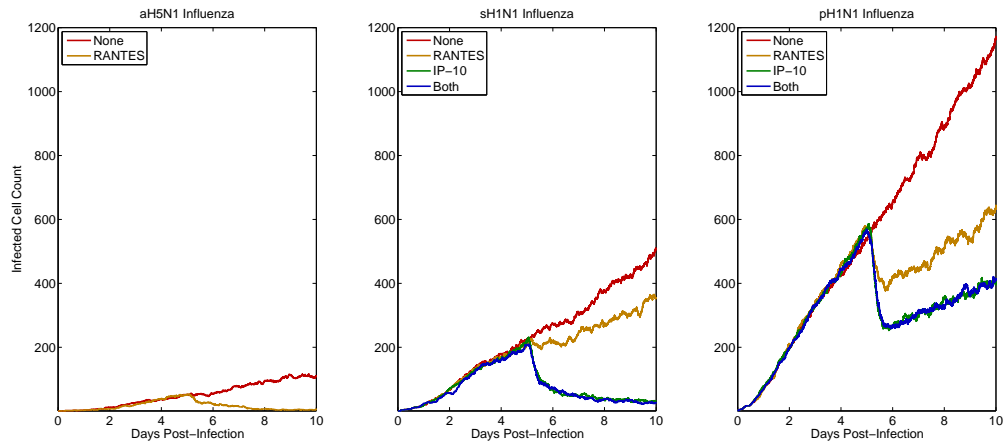 aH5N1 Influenza
1200
1000
800
600
400
200
0
2
4
6
8
10
Infected Cell Count
Days Post−Infection
None
RANTES
sH1N1 Influenza
1200
1000
800
600
400
200
0
2
4
6
8
10
Days Post−Infection
None
RANTES
IP−10
Both
pH1N1 Influenza
1200
1000
800
600
400
200
0
2
4
6
8
10
Days Post−Infection
None
RANTES
IP−10
Both